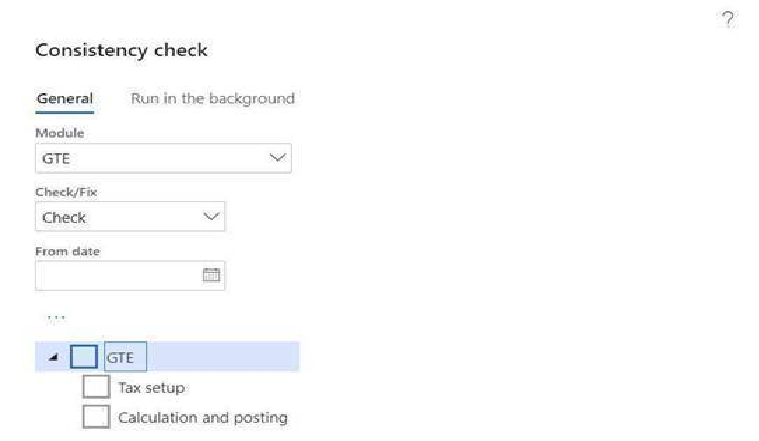 ?
Consistency check
General Run in the background
Module
GTE
Check/Fix
Check
From date
...
GTE
Tax setup
Calculation and posting